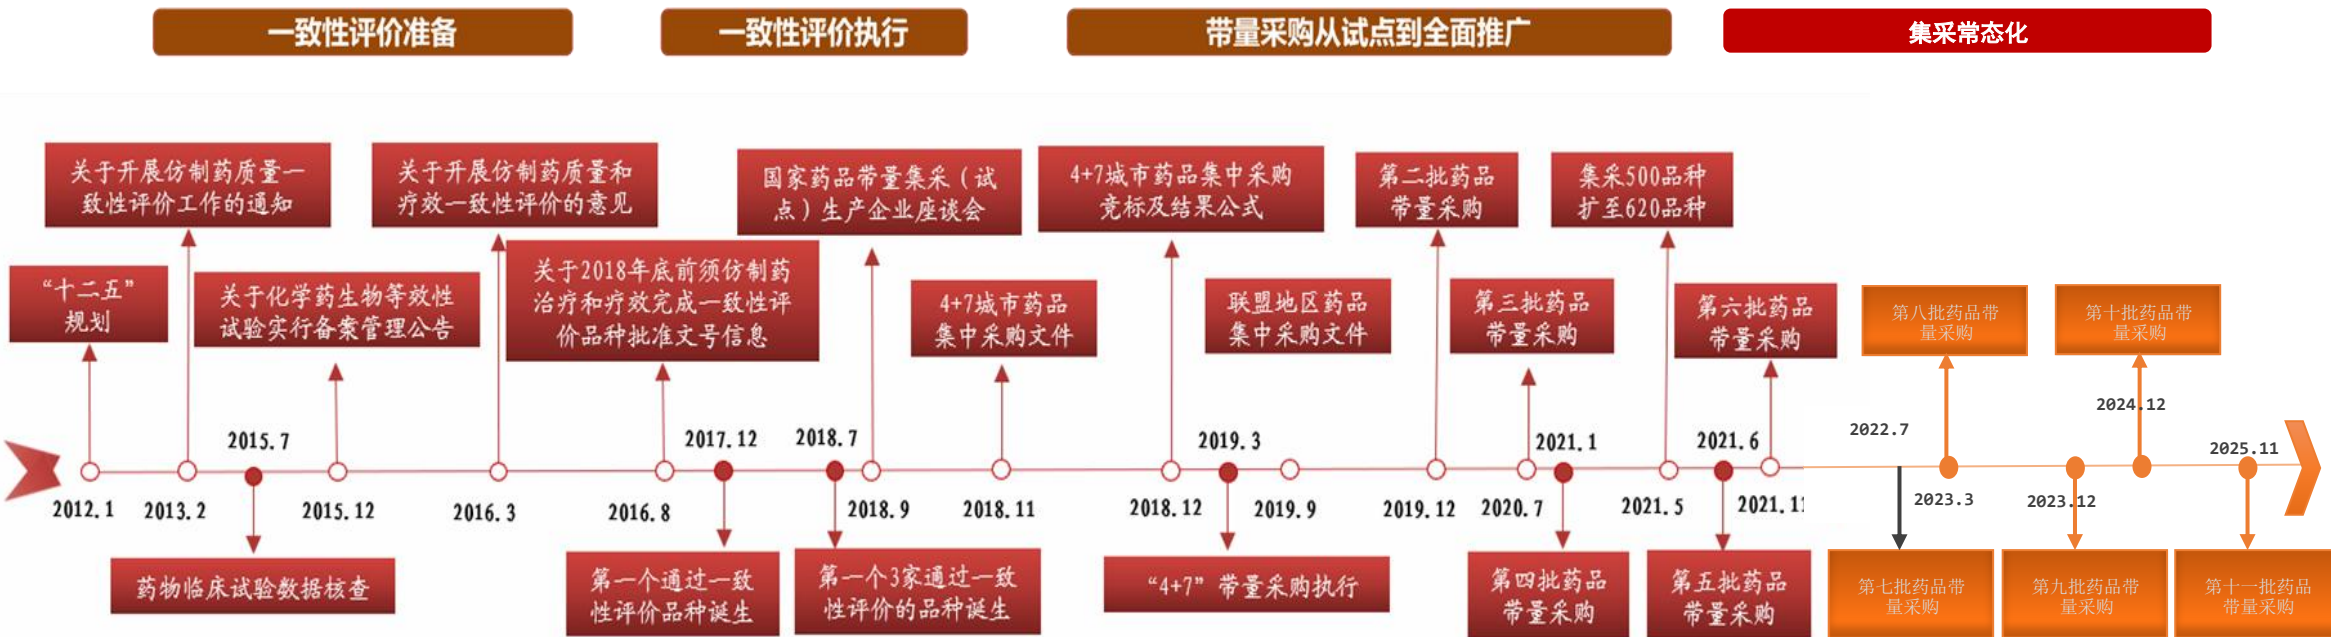 一致性评价准备
一致性评价执行
带量采购从试点到全面推广
集采常态化
关于开展仿制药质量一
致性评价工作的通知
关于开展仿制药质量和
疗效一致性评价的意见
国家药品带量集采（试
点）生产企业座谈会
4+7城市药品集中采购
竞标及结果公式
第二批药品
带量采购
集采500品种
扩至620品种
“十二五”
规划
关于化学药生物等效性
试验实行备案管理公告
关于2018年底前须仿制药
治疗和疗效完成一致性评
价品种批准文号信息
4+7城市药品
集中采购文件
联盟地区药品
集中采购文件
第三批药品
带量采购
第六批药品
带量采购
第八批药品带
量采购
第十批药品带
量采购
2015.7
2017.12
2018.7
2019.3
2021.1
2021.6
2022.7
2024.12
2025.11
2012.1
2013.2
2015.12
2016.3
2016.8
2018.9
2018.11
2018.12
2019.9
2019.12
2020.7
2021.5
2021.11
2023.3
2023.12
药物临床试验数据核查
第一个通过一致
性评价品种诞生
第一个3家通过一致
性评价的品种诞生
“4+7”带量采购执行
第四批药品
带量采购
第五批药品
带量采购
第七批药品带
量采购
第九批药品带
量采购
第十一批药品
带量采购